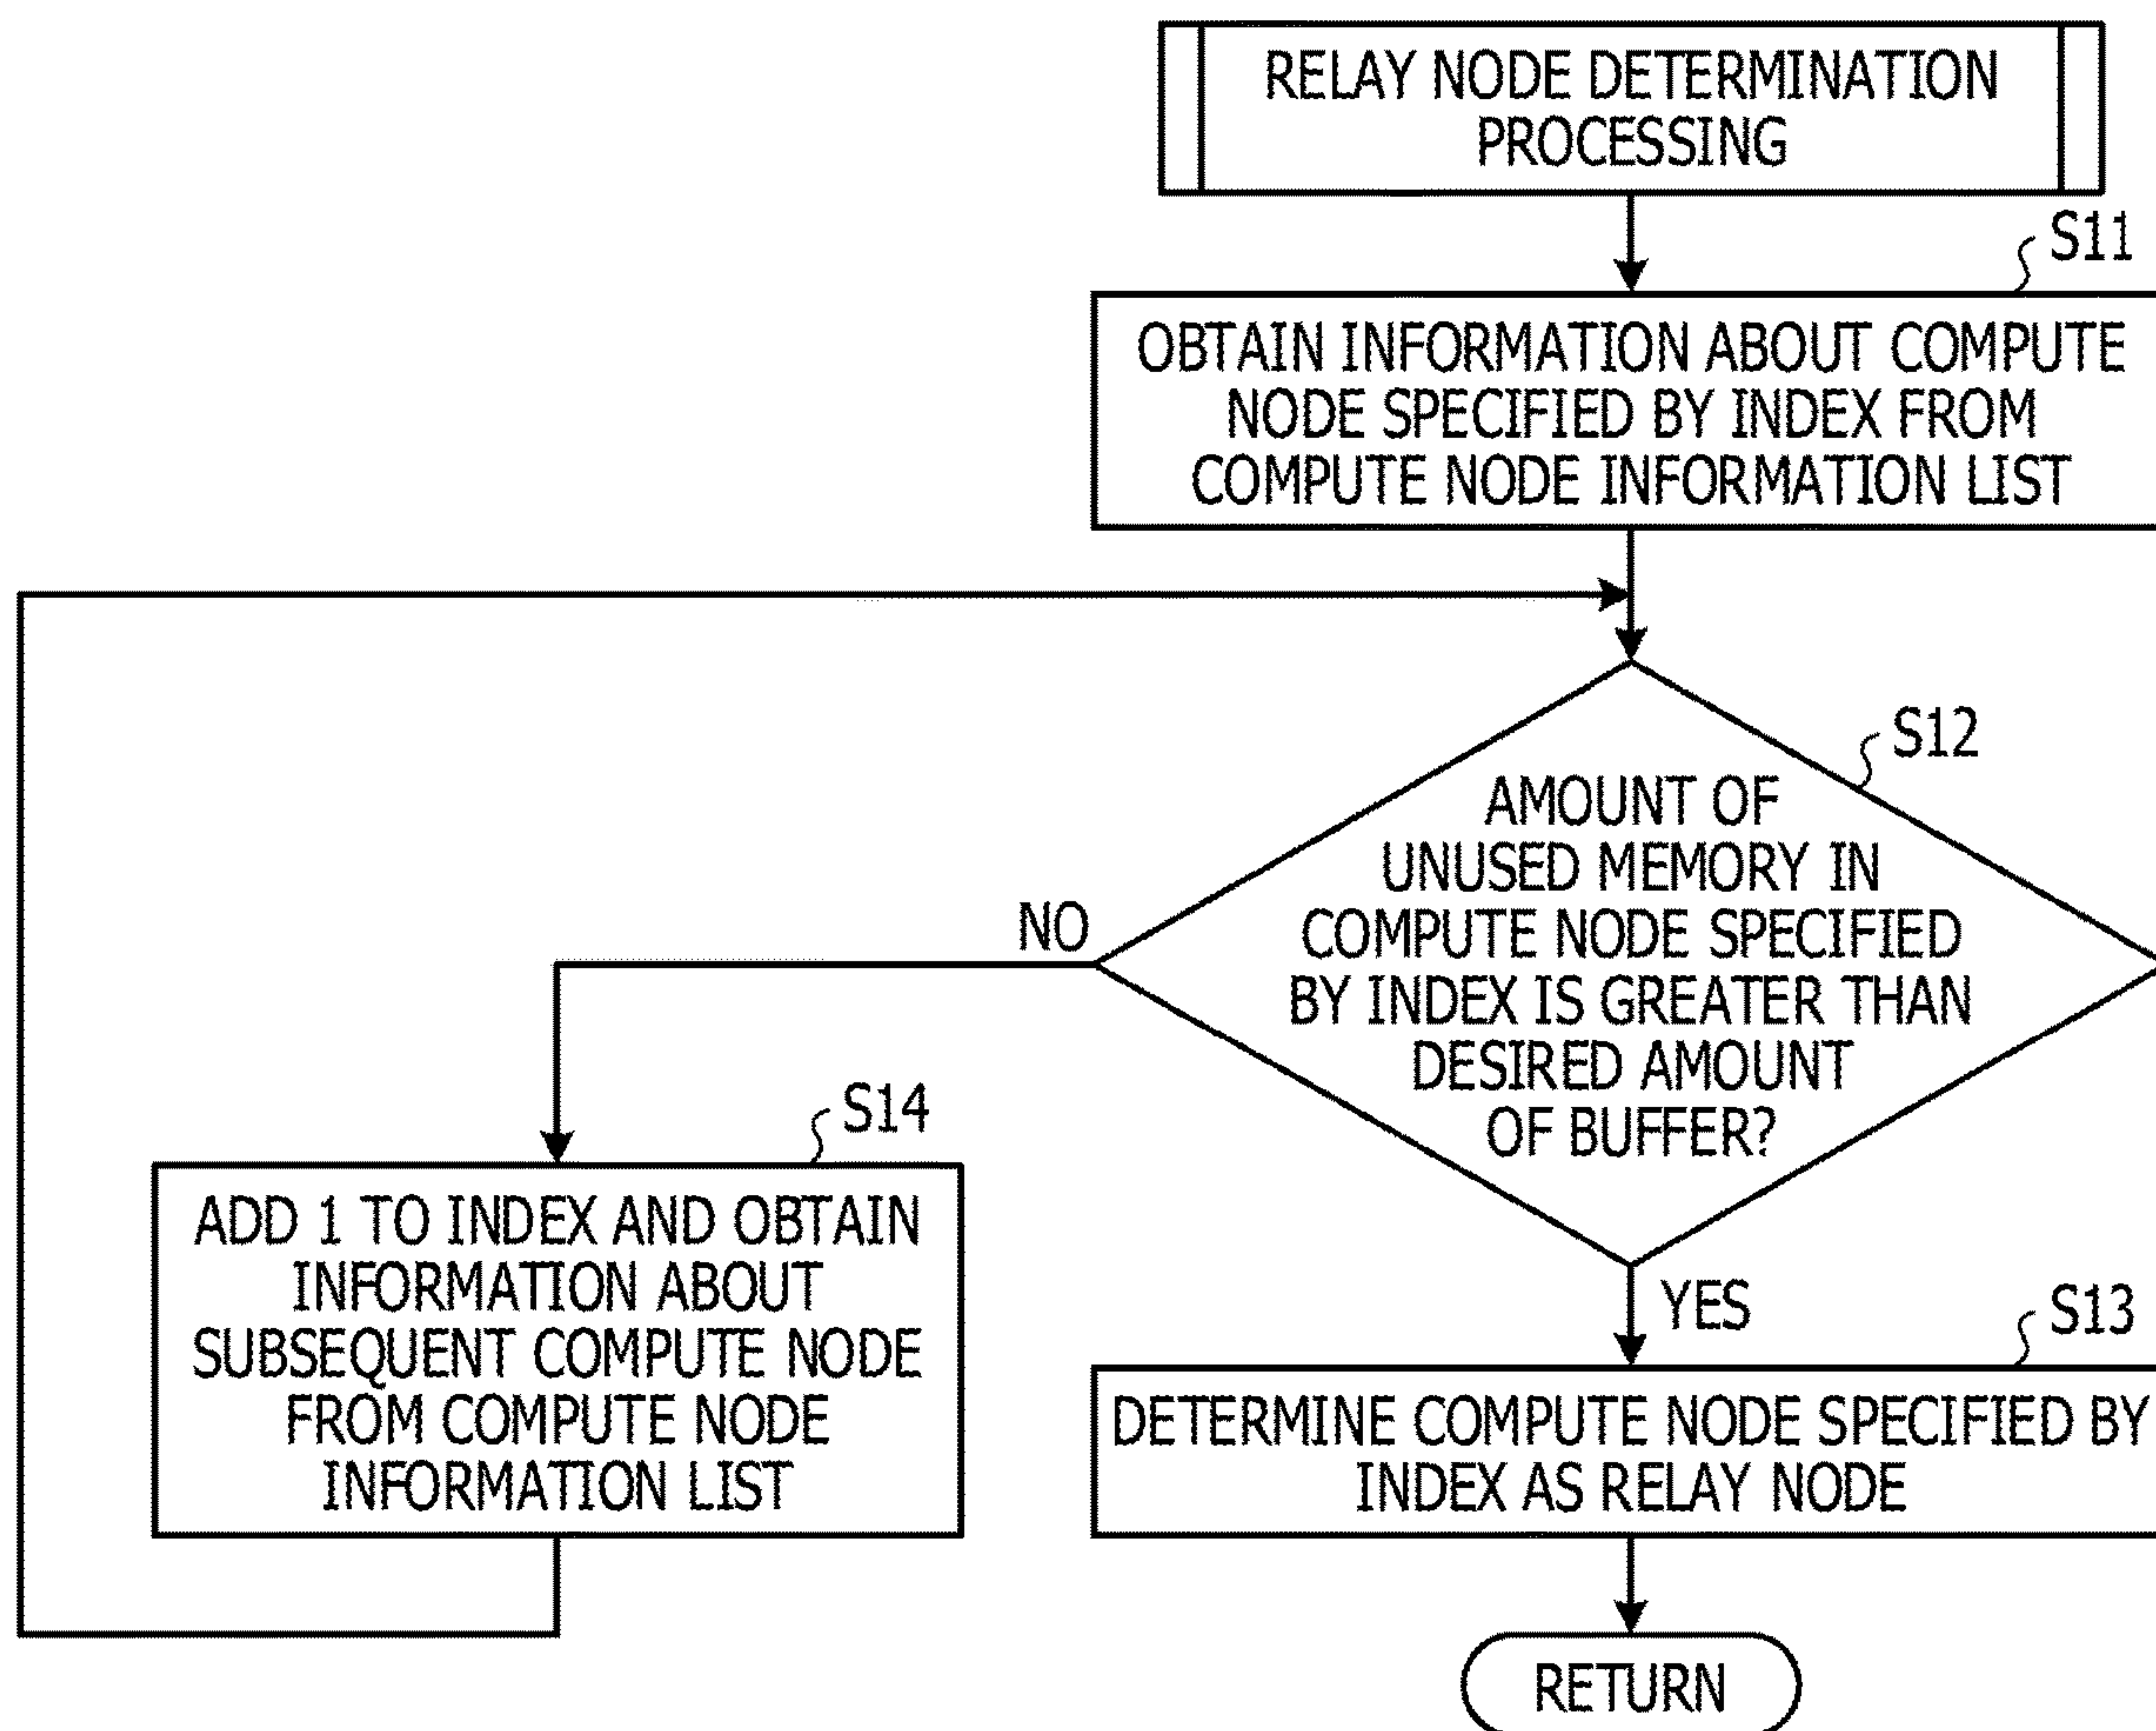 RELAY NODE DETERMINATION
PROCESSING
S11
OBTAIN INFORMATION ABOUT COMPUTE
NODE SPECIFIED BY INDEX FROM
COMPUTE NODE INFORMATION LIST
S12
AMOUNT OF
UNUSED MEMORY IN
COMPUTE NODE SPECIFIED
BY INDEX IS GREATER THAN
DESIRED AMOUNT
OF BUFFER?
NO
S14
ADD 1 TO INDEX AND OBTAIN
INFORMATION ABOUT
SUBSEQUENT COMPUTE NODE
FROM COMPUTE NODE
INFORMATION LIST
YES
S13
DETERMINE COMPUTE NODE SPECIFIED BY
INDEX AS RELAY NODE
RETURN